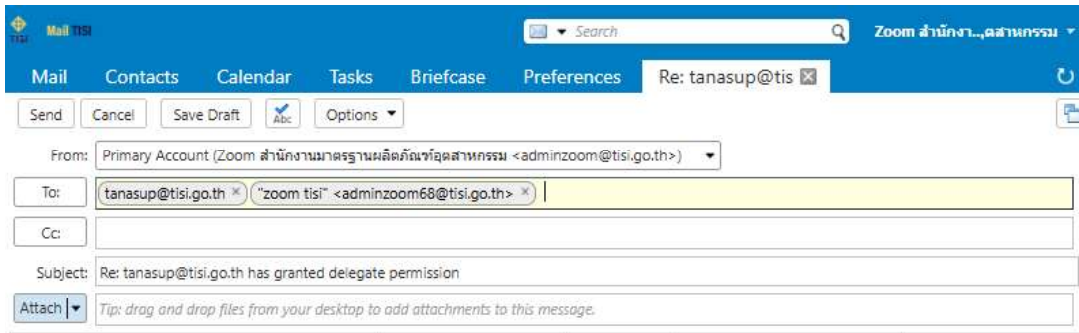 Mail TISI Search Zoom สำนักงา...,ตสาหกรรม
TISI
Mail Contacts Calendar Tasks Briefcase Preferences Re: tanasup@tis
Send Cancel Save Draft Abc Options
From: Primary Account (Zoom สำนักงานมาตรฐานผลิตภัณฑ์อุตสาหกรรม <adminzoom@tisi.go.th>)
To: tanasup@tisi.go.th × "zoom tisi" <adminzoom68@tisi.go.th> ×
Cc:
Subject: Re: tanasup@tisi.go.th has granted delegate permission
Attach Tip: drag and drop files from your desktop to add attachments to this message.